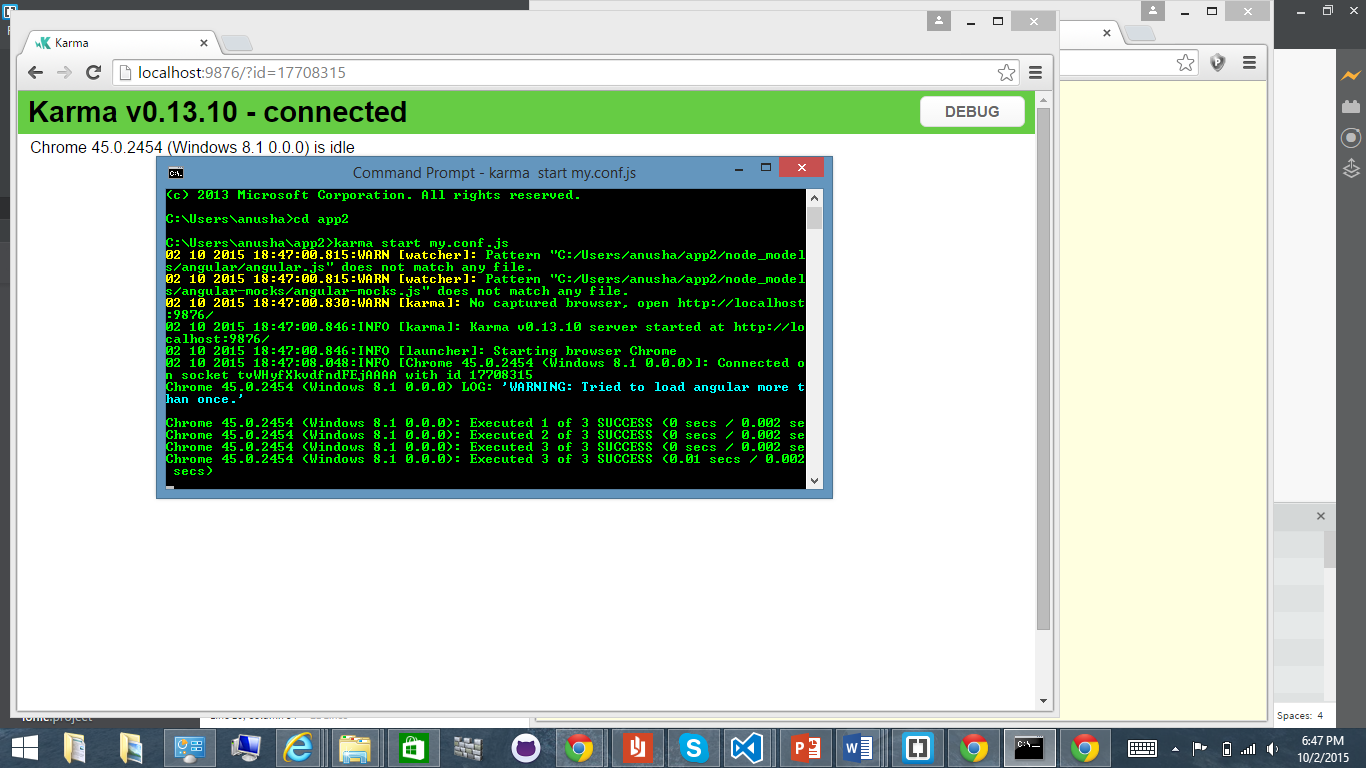 Karma
localhost:9876/?id=17708315
Karma v0.13.10 - connected
DEBUG
Chrome 45.0.2454 (Windows 8.1 0.0.0) is idle
Command Prompt - karma  start my.conf.js
(c) 2013 Microsoft Corporation. All rights reserved.
C:\Users\anusha>cd app2
C:\Users\anusha\app2>karma start my.conf.js
02 10 2015 18:47:00.815:WARN [watcher]: Pattern "C:/Users/anusha/app2/node_model
s/angular/angular.js" does not match any file.
02 10 2015 18:47:00.815:WARN [watcher]: Pattern "C:/Users/anusha/app2/node_model
s/angular-mocks/angular-mocks.js" does not match any file.
02 10 2015 18:47:00.830:WARN [karma]: No captured browser, open http://localhost
:9876/
02 10 2015 18:47:00.846:INFO [karma]: Karma v0.13.10 server started at http://lo
calhost:9876/
02 10 2015 18:47:00.846:INFO [launcher]: Starting browser Chrome
02 10 2015 18:47:08.048:INFO [Chrome 45.0.2454 (Windows 8.1 0.0.0)]: Connected o
n socket tvWHyfXkvdfndFEjAAAA with id 17708315
Chrome 45.0.2454 (Windows 8.1 0.0.0) LOG: 'WARNING: Tried to load angular more t
han once.'
Chrome 45.0.2454 (Windows 8.1 0.0.0): Executed 1 of 3 SUCCESS (0 secs / 0.002 se
Chrome 45.0.2454 (Windows 8.1 0.0.0): Executed 2 of 3 SUCCESS (0 secs / 0.002 se
Chrome 45.0.2454 (Windows 8.1 0.0.0): Executed 3 of 3 SUCCESS (0 secs / 0.002 se
Chrome 45.0.2454 (Windows 8.1 0.0.0): Executed 3 of 3 SUCCESS (0.01 secs / 0.002
secs)
Spaces: 4
6:47 PM
10/2/2015